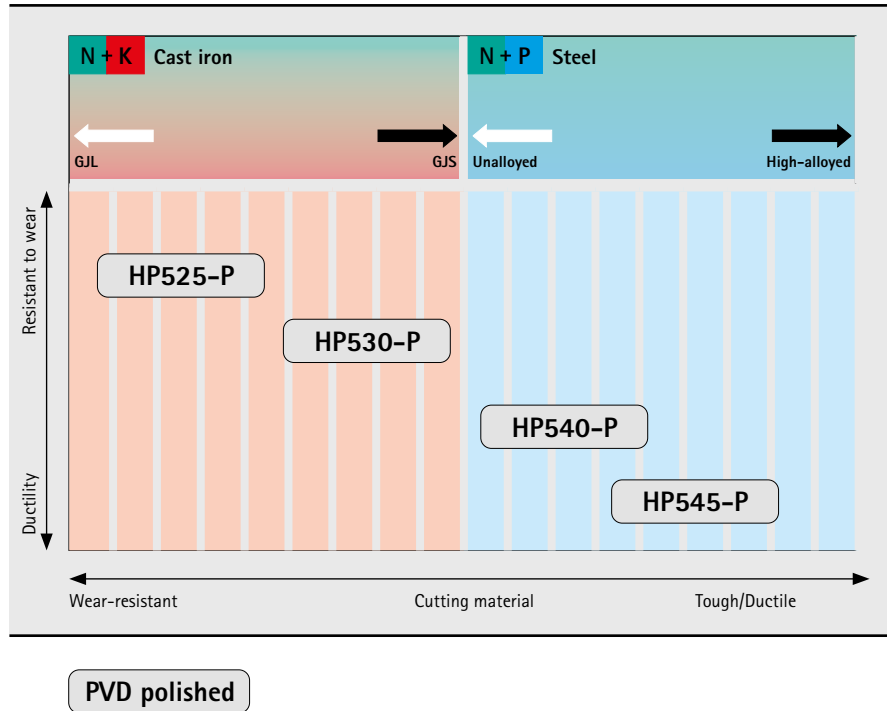 N + K Cast iron
N + P Steel
GJL
GJS
Unalloyed
High-alloyed
Resistant to wear
Ductility
HP525-P
HP530-P
HP540-P
HP545-P
Wear-resistant
Cutting material
Tough/Ductile
PVD polished